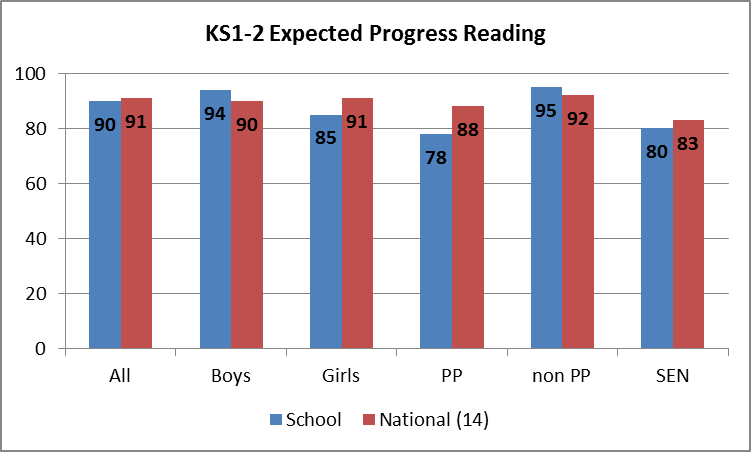 KS1-2 Expected Progress Reading
100
80
60
40
20
0
90 91 94 90 85 91 78 88 95 92 80 83
All Boys Girls PP non PP SEN
School National (14)